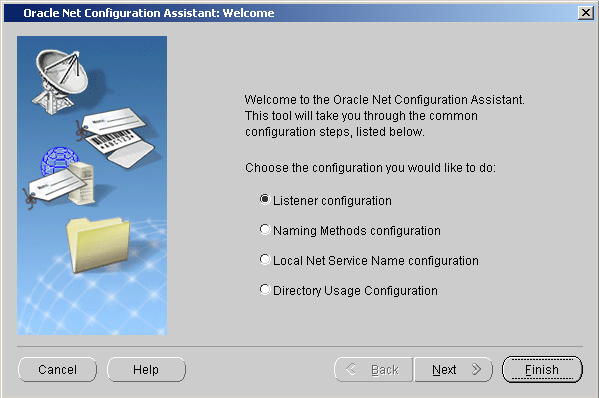 Oracle Net Configuration Assistant: Welcome
Welcome to the Oracle Net Configuration Assistant.
This tool will take you through the common
configuration steps, listed below.
Choose the configuration you would like to do:
Listener configuration
Naming Methods configuration
Local Net Service Name configuration
Directory Usage Configuration
Cancel Help Back Next Finish